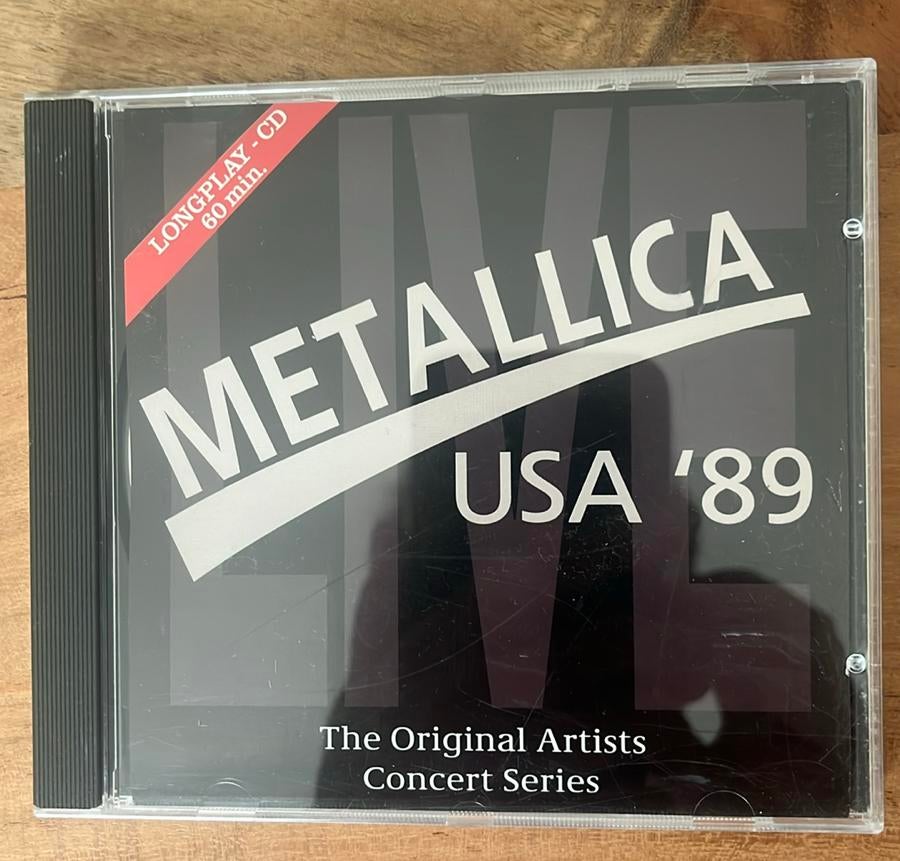 LIVE
LONGPLAY - CD
60 min.
METALLICA
USA ‘89
The Original Artists
Concert Series